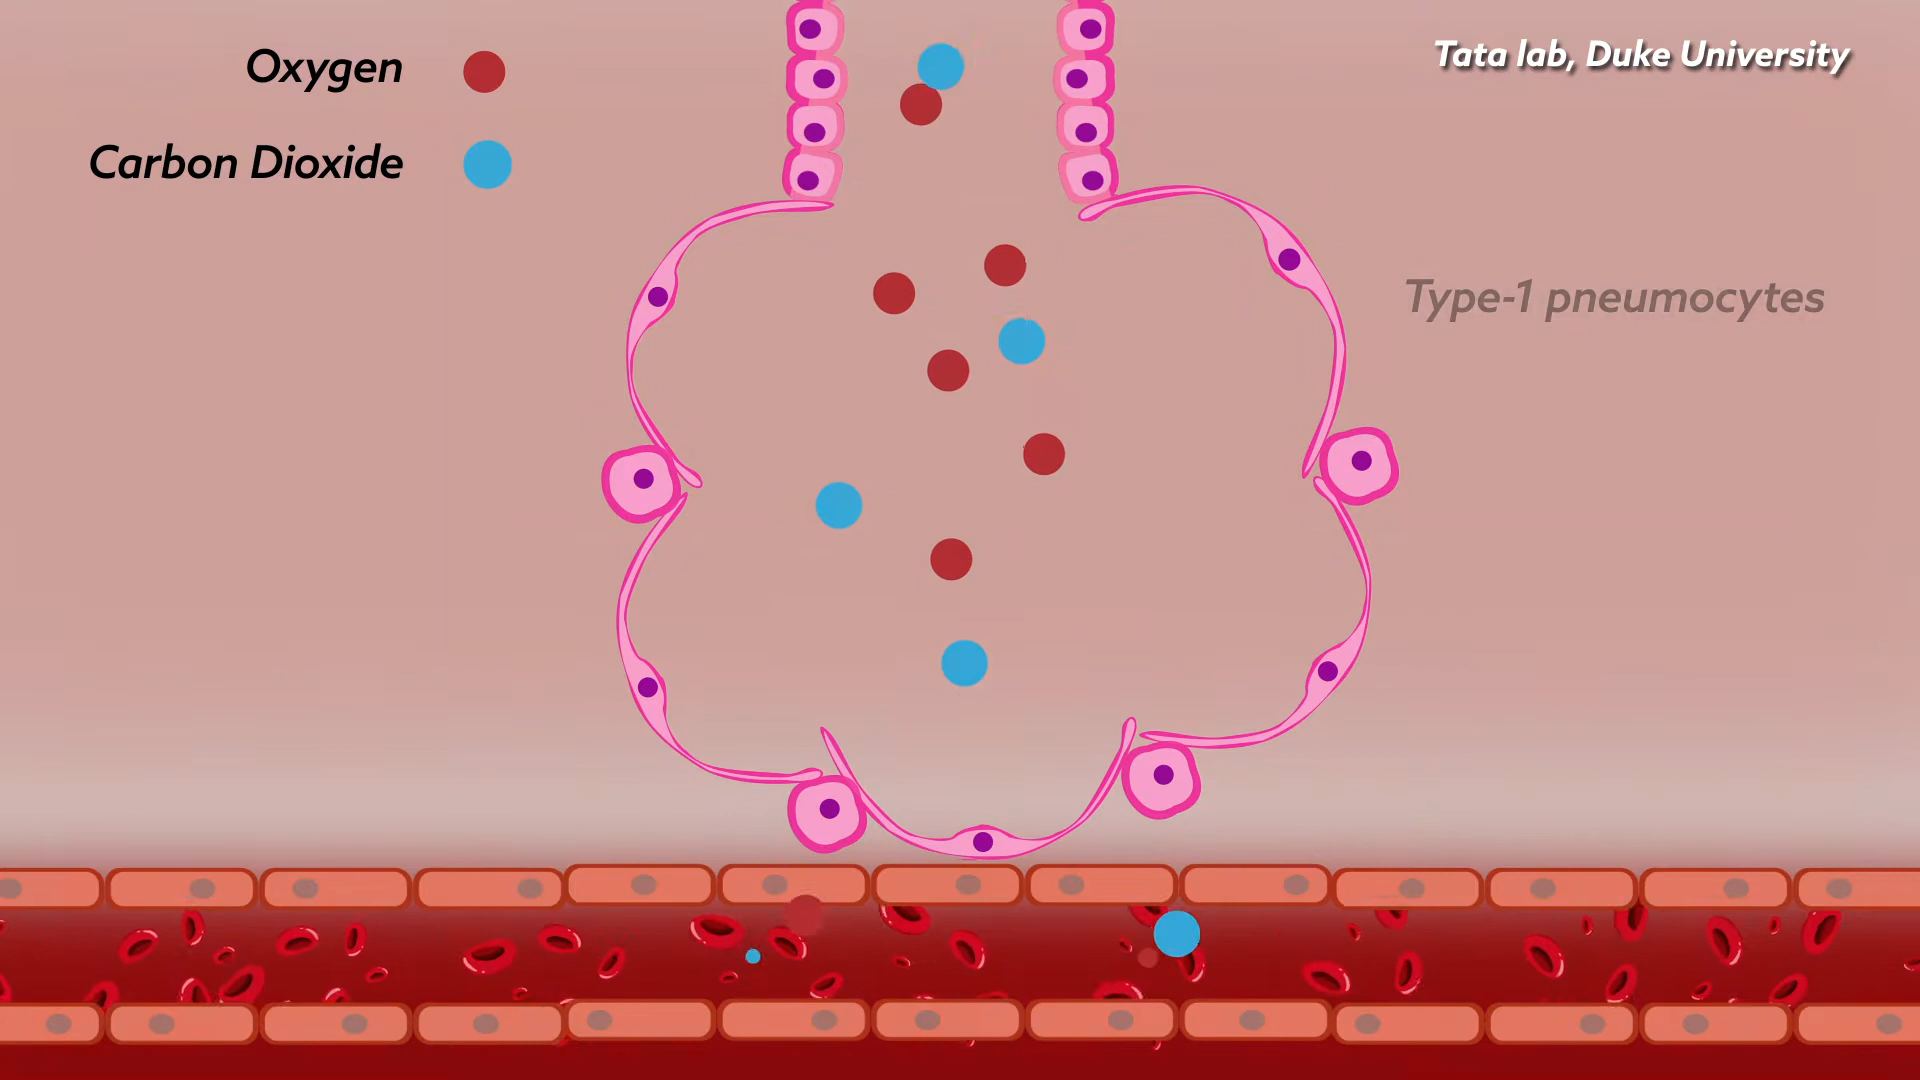 Oxygen
Carbon Dioxide
Tata lab, Duke University
Type-1 pneumocytes